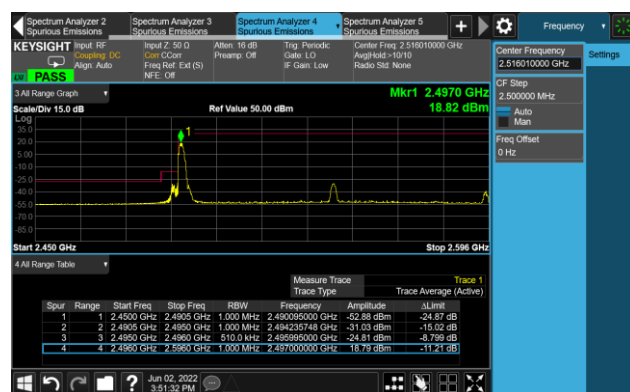 Spectrum Analyzer 2
Spurious Emissions
Spectrum Analyzer 3
Spurious Emissions
Spectrum Analyzer 4
Spurious Emissions
Spectrum Analyzer 5
Spurious Emissions
Frequency
KEYSIGHT
Input: RF
Coupling: DC
Align: Auto
Input Z: 50 Ω
Corr CCorr
Freq Ref: Ext (S)
NFE: Off
Atten: 16 dB
Preamp: Off
Trig: Periodic
Gate: LO
IF Gain: Low
Center Freq: 2.516010000 GHz
Avg|Hold:>10/10
Radio Std: None
PASS
Center Frequency
2.516010000 GHz
Settings
CF Step
2.500000 MHz
Auto
Man
Freq Offset
0 Hz
3 All Range Graph
Mkr1 2.4970 GHz
Scale/Div 15.0 dB
Ref Value 50.00 dBm
18.82 dBm
Log
35.0
20.0
5.00
-10.0
-25.0
-40.0
-55.0
-70.0
-85.0
1
Start 2.450 GHz
Stop 2.596 GHz
4 All Range Table
Measure Trace Trace 1
Trace Type Trace Average (Active)
Spur Range Start Freq Stop Freq RBW Frequency Amplitude ΔLimit
1 1 2.4500 GHz 2.4905 GHz 1.000 MHz 2.490095000 GHz -52.88 dBm -24.87 dB
2 2 2.4905 GHz 2.4950 GHz 1.000 MHz 2.494235748 GHz -31.03 dBm -15.02 dB
3 3 2.4950 GHz 2.4960 GHz 510.0 kHz 2.495995000 GHz -24.81 dBm -8.799 dB
4 4 2.4960 GHz 2.5960 GHz 1.000 MHz 2.497000000 GHz 18.79 dBm -11.21 dB
Jun 02, 2022
3:51:32 PM